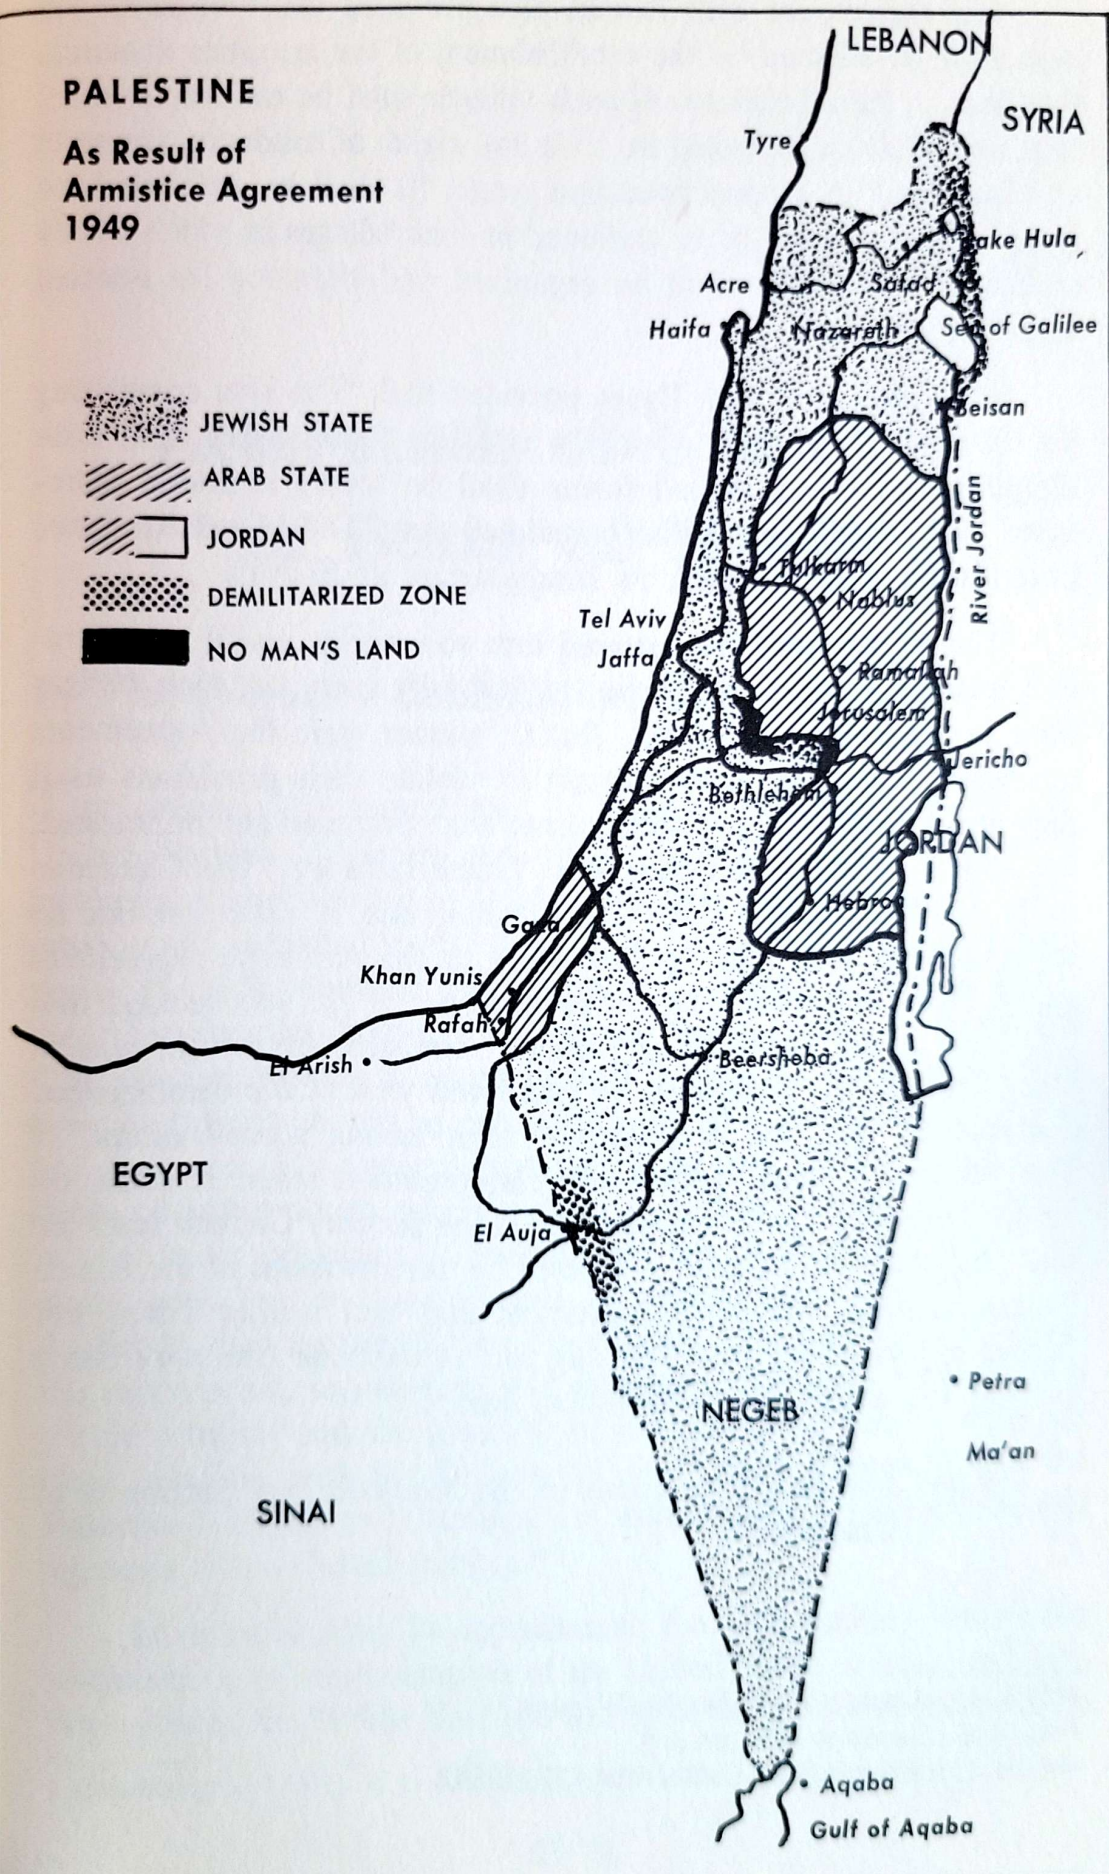 PALESTINE
As Result of
Armistice Agreement
1949
LEBANON
SYRIA
Tyre
Lake Hula
Acre
Safad
Haifa
Nazareth
Sea of Galilee
Beisan
JEWISH STATE
ARAB STATE
JORDAN
DEMILITARIZED ZONE
NO MAN'S LAND
River Jordan
Tulkarm
Nablus
Tel Aviv
Jaffa
Ramallah
Jerusalem
Jericho
Bethlehem
JORDAN
Hebron
Gaza
Khan Yunis
Rafah
El Arish
Beersheba
EGYPT
El Auja
Petra
NEGEB
Ma'an
SINAI
Aqaba
Gulf of Aqaba